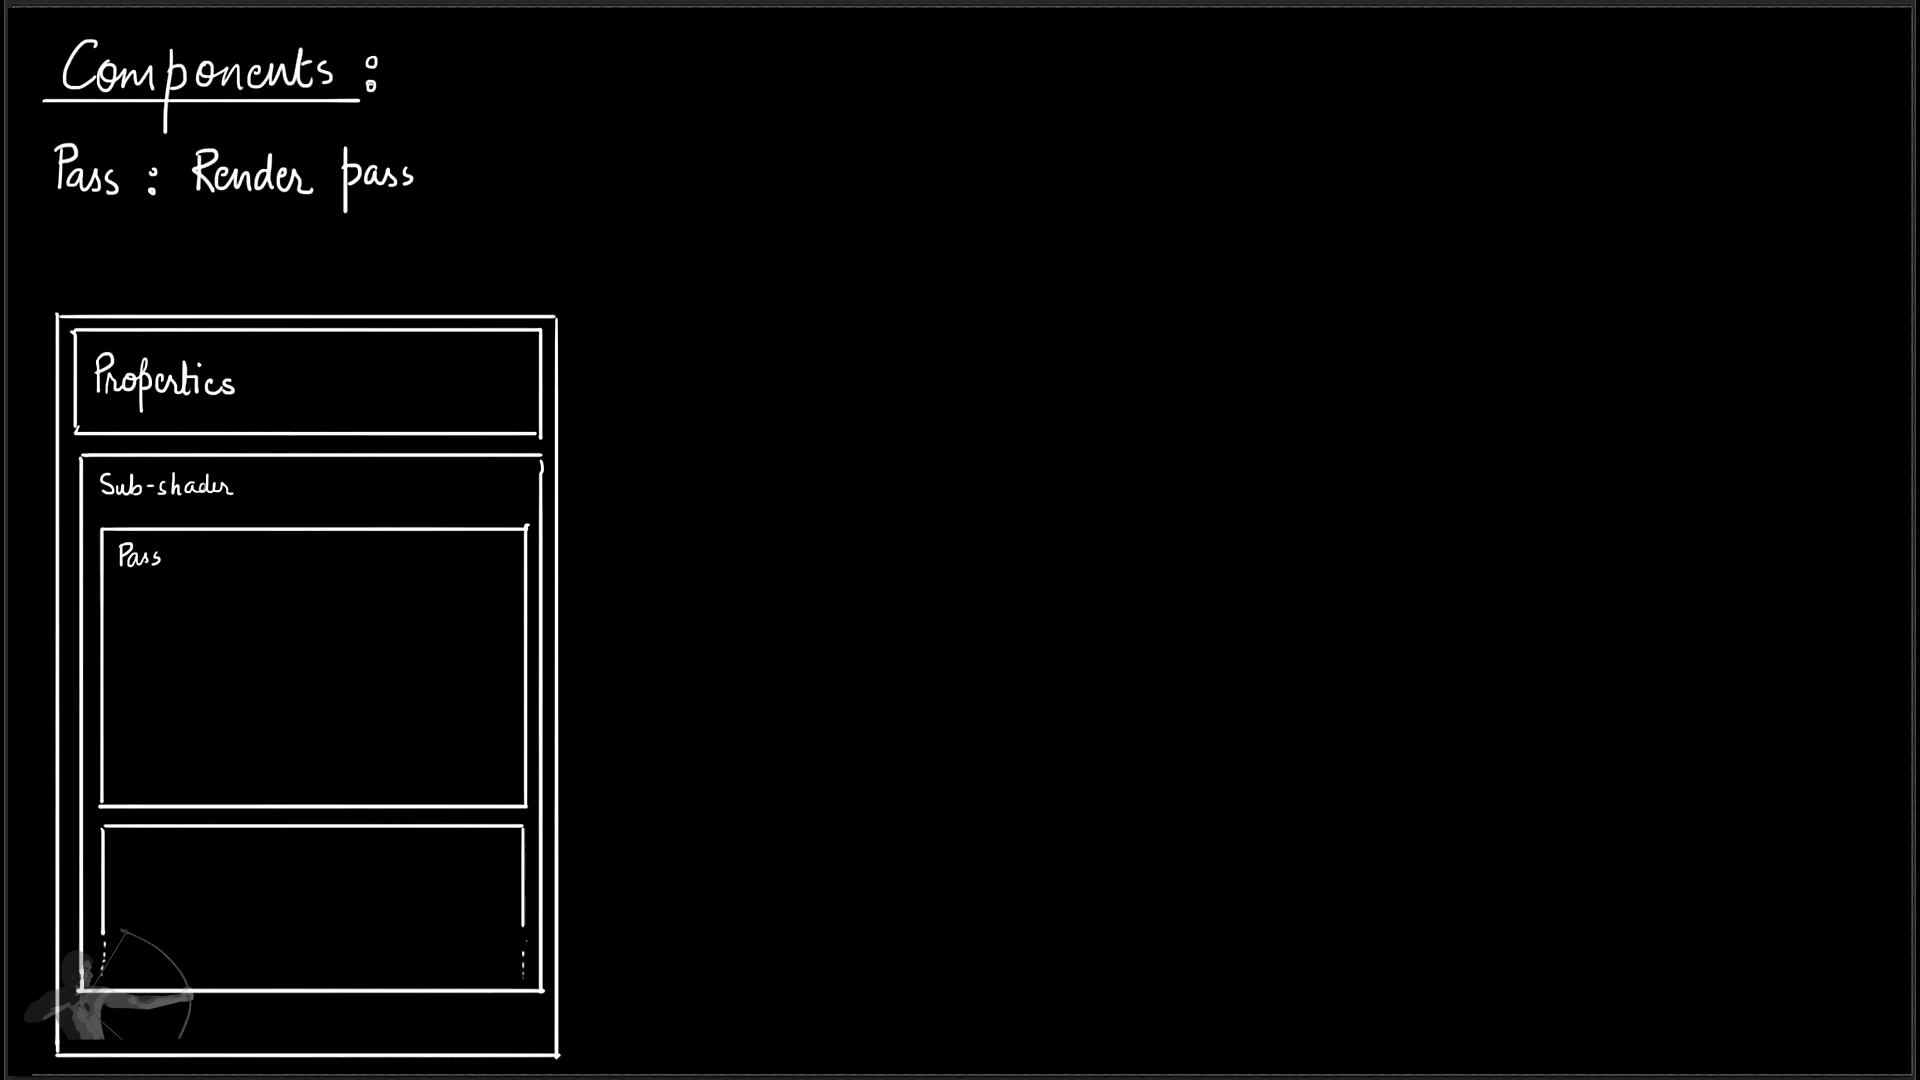 Components :
Pass : Render pass
Properties
Sub-shader
Pass